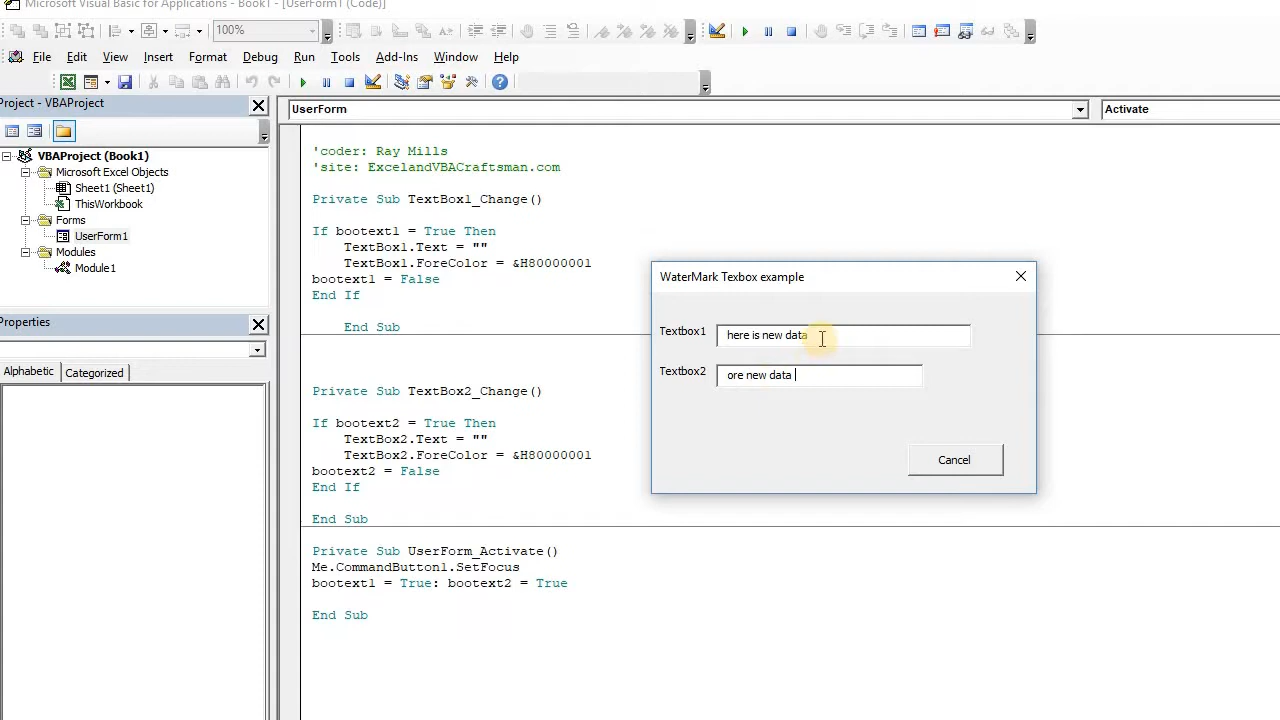 Microsoft Visual Basic for Applications - Book1 - [UserForm1 (Code)]
100%
File Edit View Insert Format Debug Run Tools Add-Ins Window Help
Project - VBAProject
UserForm
Activate
VBAProject (Book1)
Microsoft Excel Objects
Sheet1 (Sheet1)
ThisWorkbook
Forms
UserForm1
Modules
Module1
Properties
Alphabetic Categorized
'coder: Ray Mills
'site: ExcelandVBACraftsman.com
Private Sub TextBox1_Change()
If bootext1 = True Then
TextBox1.Text = ""
TextBox1.ForeColor = &H80000001
bootext1 = False
End If
End Sub
Private Sub TextBox2_Change()
If bootext2 = True Then
TextBox2.Text = ""
TextBox2.ForeColor = &H80000001
bootext2 = False
End If
End Sub
Private Sub UserForm_Activate()
Me.CommandButton1.SetFocus
bootext1 = True: bootext2 = True
End Sub
WaterMark Texbox example
Textbox1 here is new data
Textbox2 ore new data
Cancel